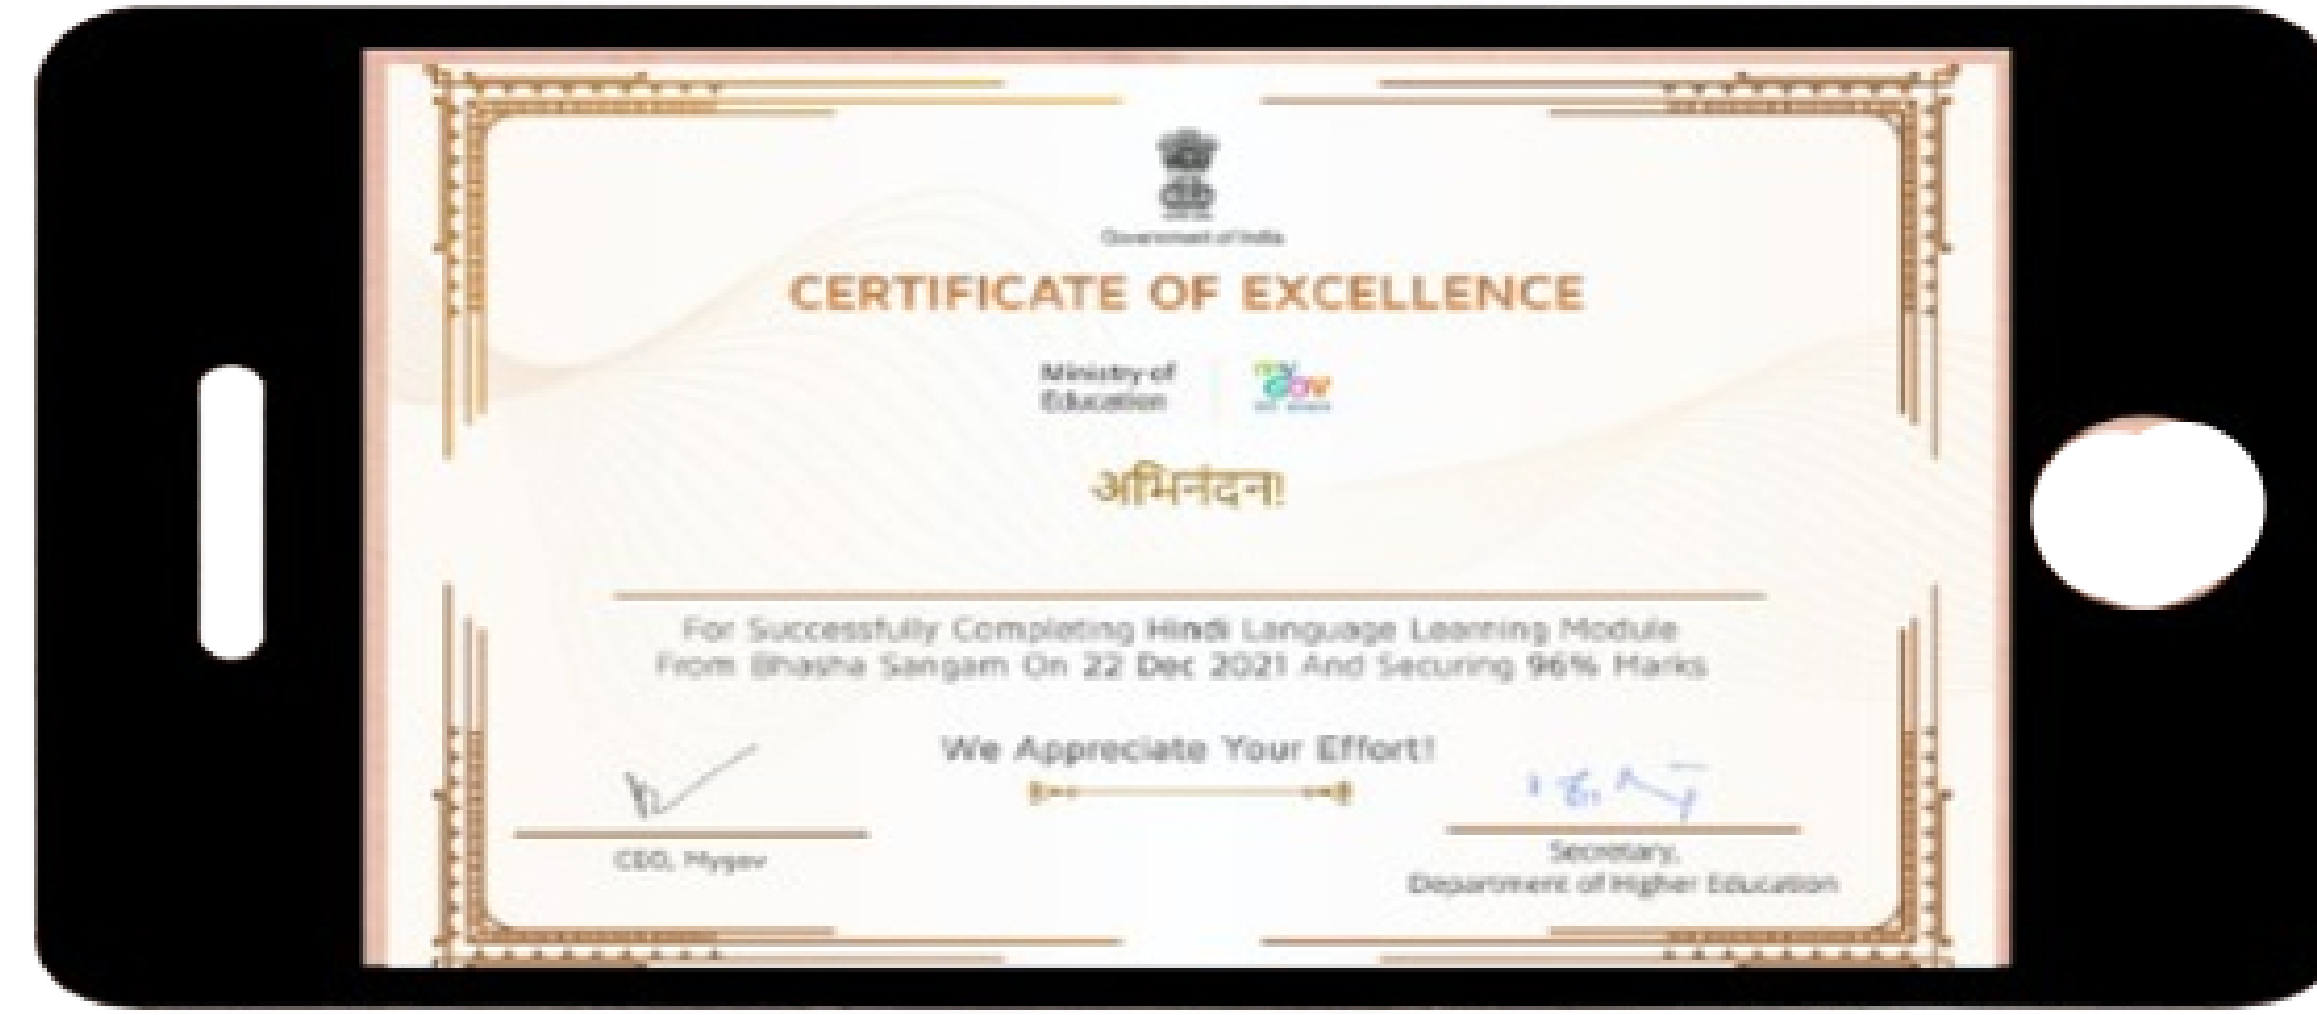 Government of India
CERTIFICATE OF EXCELLENCE
Ministry of
Education
my
GOV
अभिनंदन!
For Successfully Completing Hindi Language Learning Module
From Bhasha Sangam On 22 Dec 2021 And Securing 96% Marks
We Appreciate Your Effort!
CEO, Mygov
Secretary,
Department of Higher Education